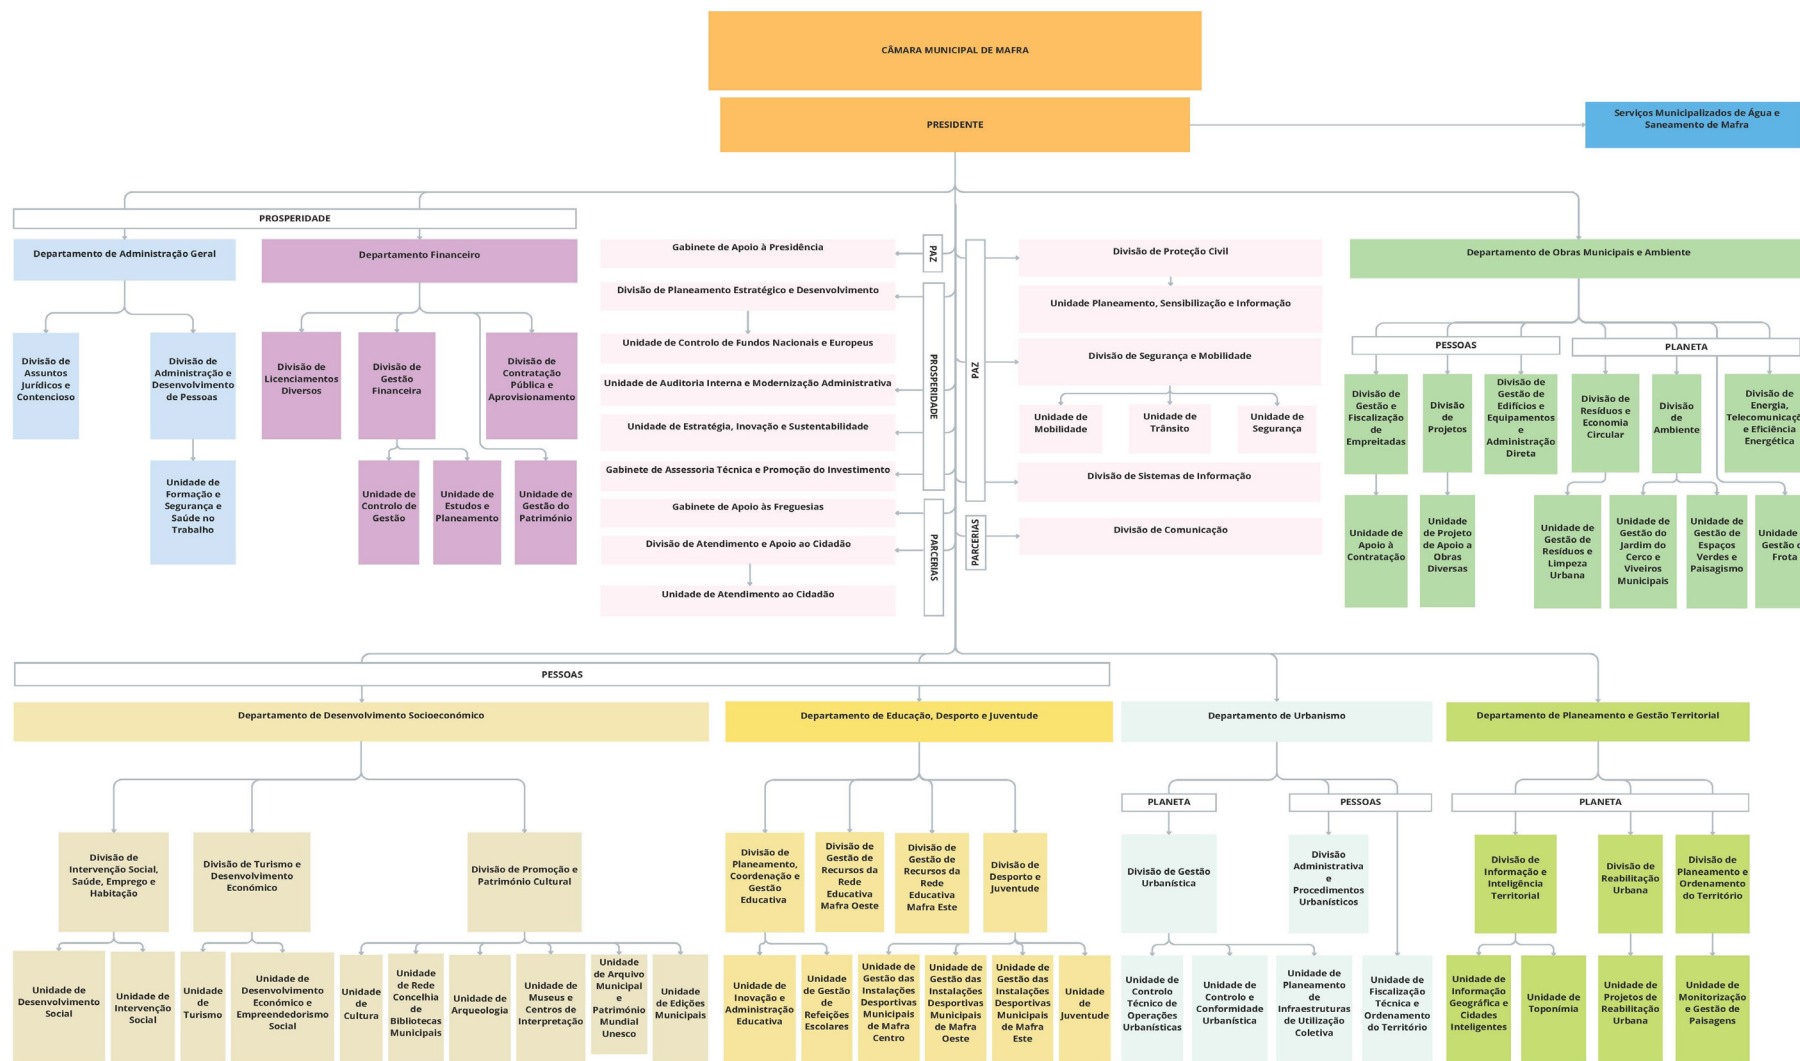 CÂMARA MUNICIPAL DE MAFRA
PRESIDENTE
Serviços Municipalizados de Água e
Saneamento de Mafra
PROSPERIDADE
Departamento de Administração Geral
Departamento Financeiro
Divisão de
Assuntos
Jurídicos e
Contencioso
Divisão de
Administração e
Desenvolvimento
de Pessoas
Unidade de
Formação e
Segurança e
Saúde no
Trabalho
Divisão de
Licenciamentos
Diversos
Divisão de
Gestão
Financeira
Divisão de
Contratação
Pública e
Aprovisionamento
Unidade de
Controlo de
Gestão
Unidade de
Estudos e
Planeamento
Unidade de
Gestão do
Património
PAZ
Gabinete de Apoio à Presidência
PROSPERIDADE
Divisão de Planeamento Estratégico e Desenvolvimento
Unidade de Controlo de Fundos Nacionais e Europeus
Unidade de Auditoria Interna e Modernização Administrativa
Unidade de Estratégia, Inovação e Sustentabilidade
Gabinete de Assessoria Técnica e Promoção do Investimento
PARCERIAS
Gabinete de Apoio às Freguesias
Divisão de Atendimento e Apoio ao Cidadão
Unidade de Atendimento ao Cidadão
PAZ
Divisão de Proteção Civil
Unidade Planeamento, Sensibilização e Informação
Divisão de Segurança e Mobilidade
Unidade de
Mobilidade
Unidade de
Trânsito
Unidade de
Segurança
Divisão de Sistemas de Informação
PARCERIAS
Divisão de Comunicação
Departamento de Obras Municipais e Ambiente
PESSOAS
PLANETA
Divisão de
Gestão e
Fiscalização
de
Empreitadas
Divisão
de
Projetos
Divisão de
Gestão de
Edifícios e
Equipamentos
e
Administração
Direta
Divisão de
Resíduos e
Economia
Circular
Divisão
de
Ambiente
Divisão de
Energia,
Telecomunicaçõ
e Eficiência
Energética
Unidade de
Apoio à
Contratação
Unidade
de Projeto
de Apoio a
Obras
Diversas
Unidade de
Gestão de
Resíduos e
Limpeza
Urbana
Unidade de
Gestão do
Jardim do
Cerco e
Viveiros
Municipais
Unidade de
Gestão de
Espaços
Verdes e
Paisagismo
Unidade
Gestão
Frota
PESSOAS
Departamento de Desenvolvimento Socioeconómico
Departamento de Educação, Desporto e Juventude
Departamento de Urbanismo
Departamento de Planeamento e Gestão Territorial
Divisão de
Intervenção Social,
Saúde, Emprego e
Habitação
Divisão de Turismo e
Desenvolvimento
Económico
Divisão de Promoção e
Património Cultural
Unidade de
Desenvolvimento
Social
Unidade de
Intervenção
Social
Unidade
de
Turismo
Unidade de
Desenvolvimento
Económico e
Empreendedorismo
Social
Unidade
de
Cultura
Unidade
de Rede
Concelhia
de
Bibliotecas
Municipais
Unidade de
Arqueologia
Unidade de
Museus e
Centros de
Interpretação
Unidade
de Arquivo
Municipal
e
Património
Mundial
Unesco
Unidade
de Edições
Municipais
Divisão de
Planeamento,
Coordenação e
Gestão
Educativa
Divisão de
Gestão de
Recursos da
Rede
Educativa
Mafra Oeste
Divisão de
Gestão de
Recursos da
Rede
Educativa
Mafra Este
Divisão de
Desporto e
Juventude
Unidade de
Inovação e
Administração
Educativa
Unidade
de Gestão
de
Refeições
Escolares
Unidade de
Gestão das
Instalações
Desportivas
Municipais
de Mafra
Centro
Unidade de
Gestão das
Instalações
Desportivas
Municipais
de Mafra
Oeste
Unidade de
Gestão das
Instalações
Desportivas
Municipais
de Mafra
Este
Unidade
de
Juventude
PLANETA
PESSOAS
Divisão de Gestão
Urbanística
Divisão
Administrativa
e
Procedimentos
Urbanísticos
Unidade de
Controlo
Técnico de
Operações
Urbanísticas
Unidade de
Controlo e
Conformidade
Urbanística
Unidade de
Planeamento
de
Infraestruturas
de Utilização
Coletiva
Unidade de
Fiscalização
Técnica e
Ordenamento
do Território
PLANETA
Divisão de
Informação e
Inteligência
Territorial
Divisão de
Reabilitação
Urbana
Divisão de
Planeamento e
Ordenamento
do Território
Unidade de
Informação
Geográfica e
Cidades
Inteligentes
Unidade de
Toponímia
Unidade de
Projetos de
Reabilitação
Urbana
Unidade de
Monitorização
e Gestão de
Paisagens